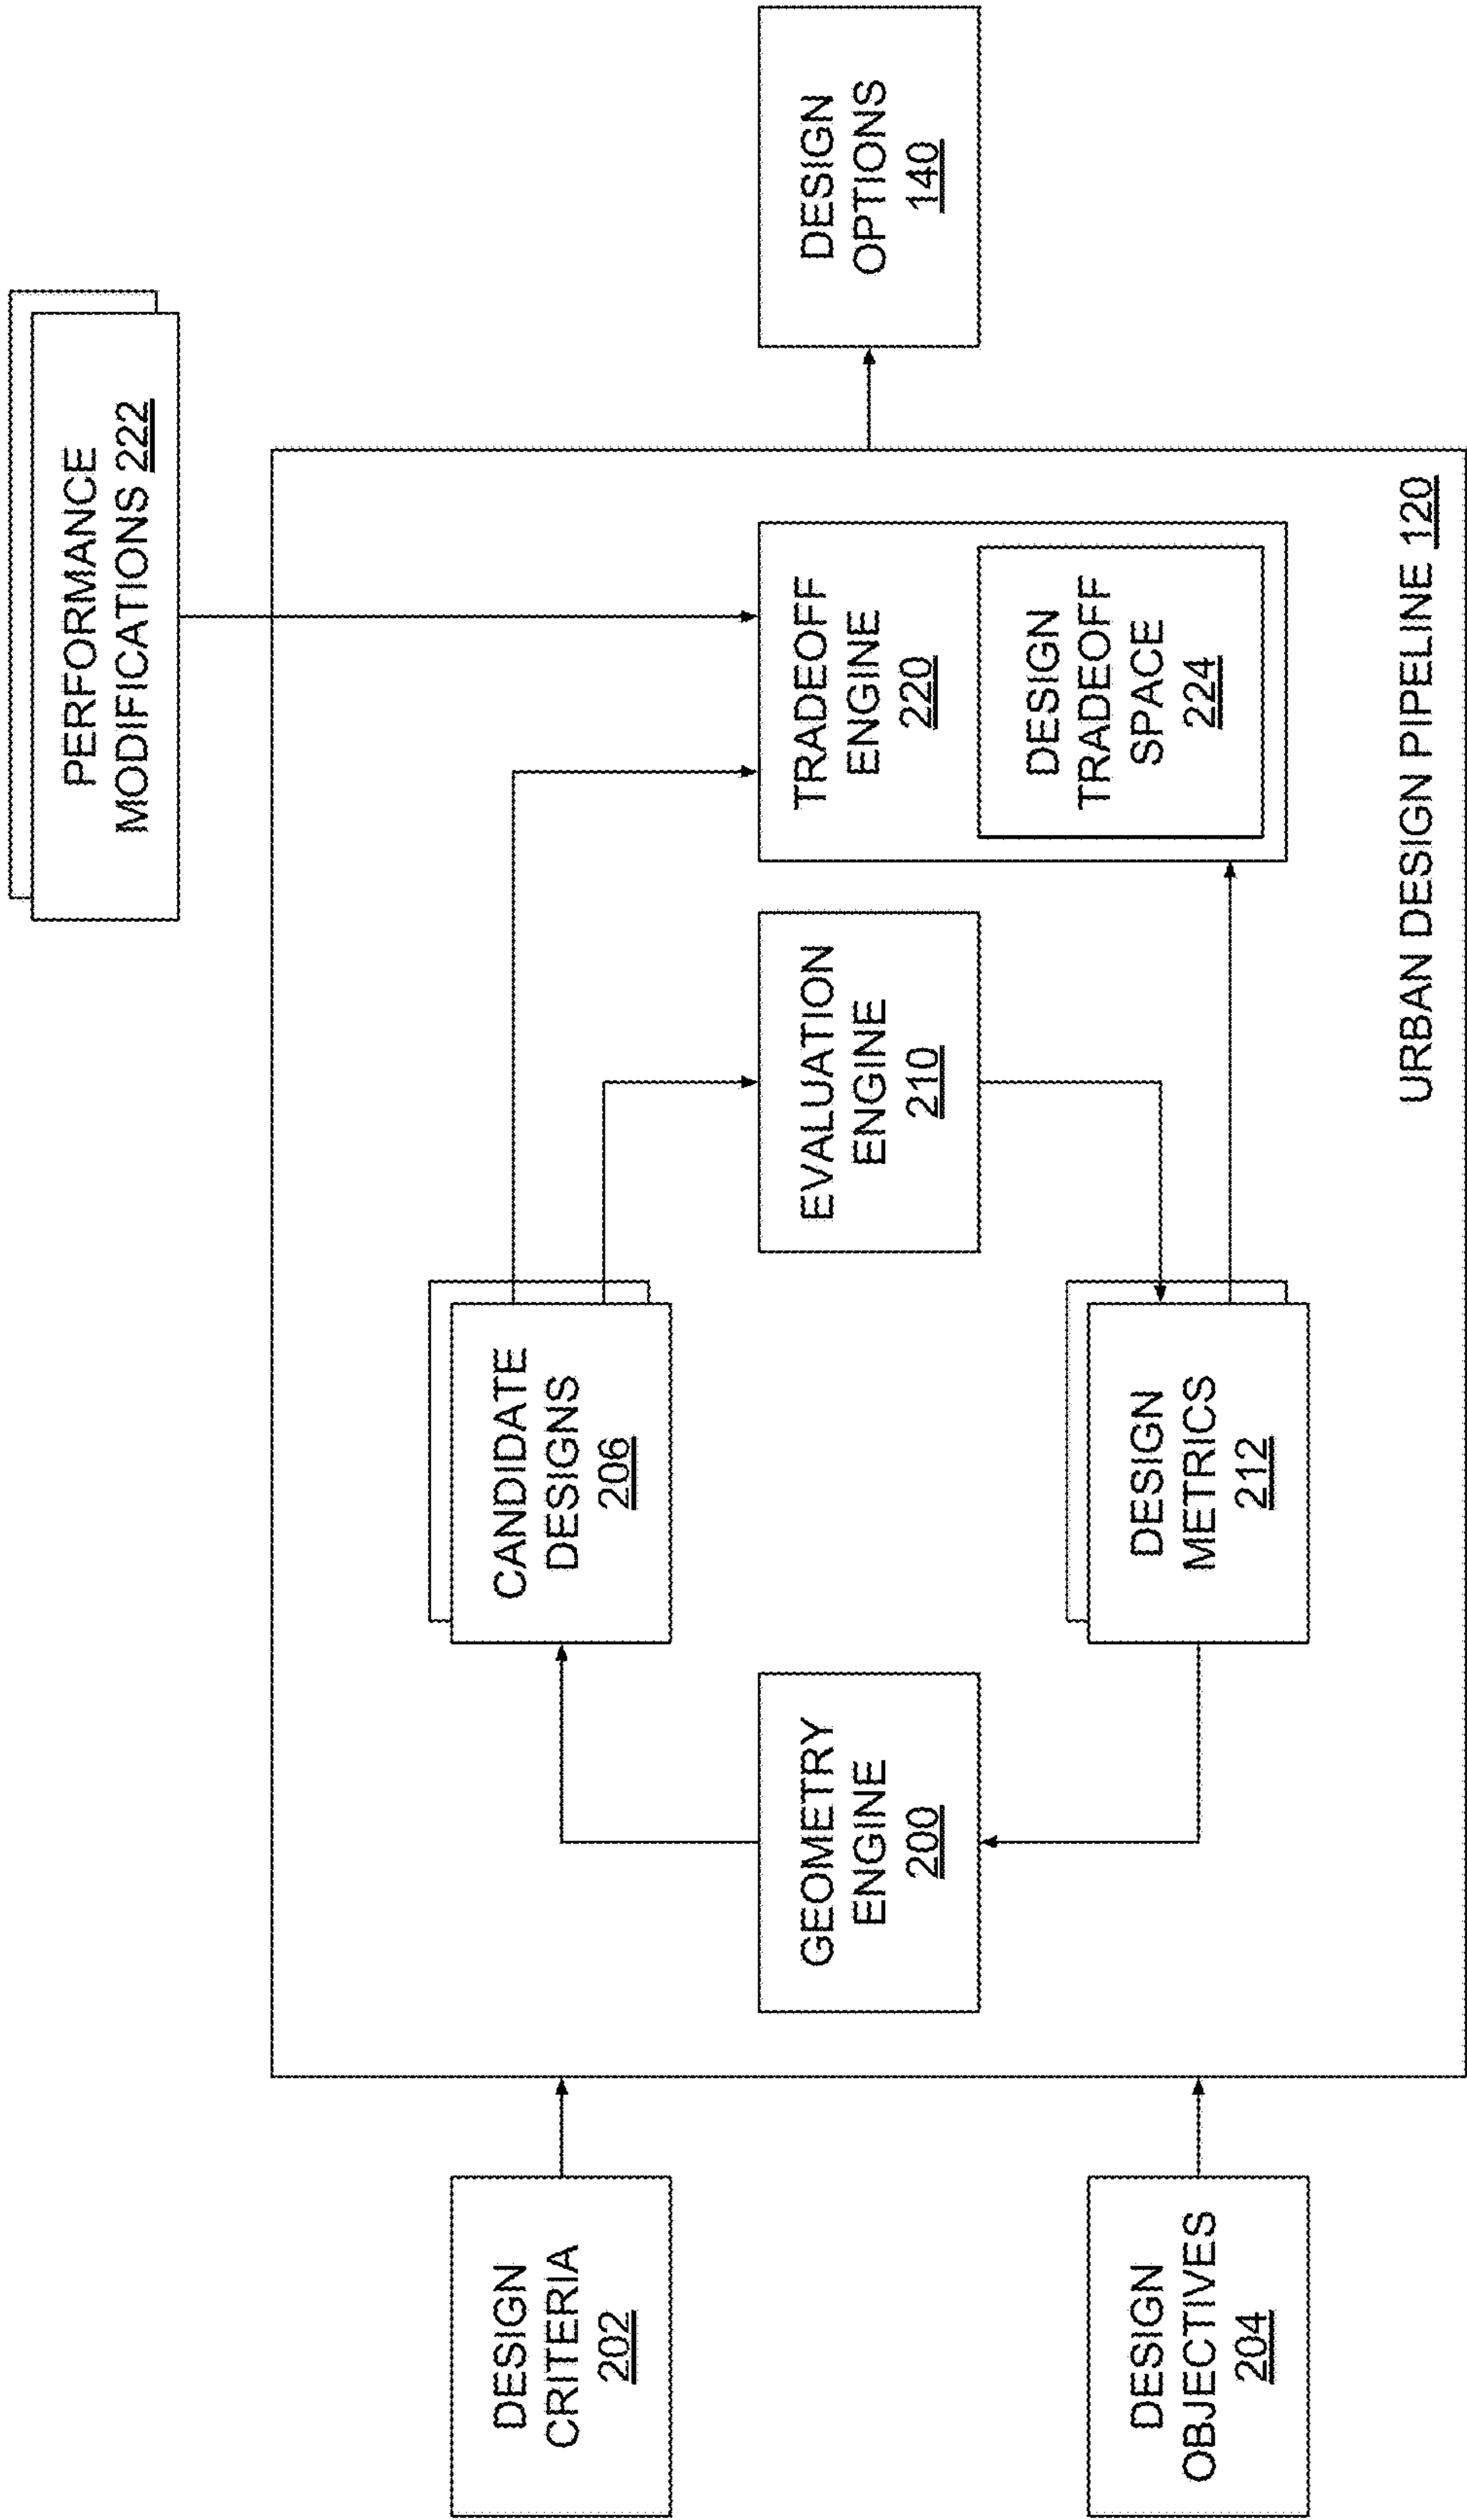 PERFORMANCE
MODIFICATIONS 222
DESIGN
CRITERIA
202
CANDIDATE
DESIGNS
206
GEOMETRY
ENGINE
200
EVALUATION
ENGINE
210
TRADEOFF
ENGINE
220
DESIGN
TRADEOFF
SPACE
224
DESIGN
OPTIONS
140
DESIGN
OBJECTIVES
204
DESIGN
METRICS
212
URBAN DESIGN PIPELINE 120